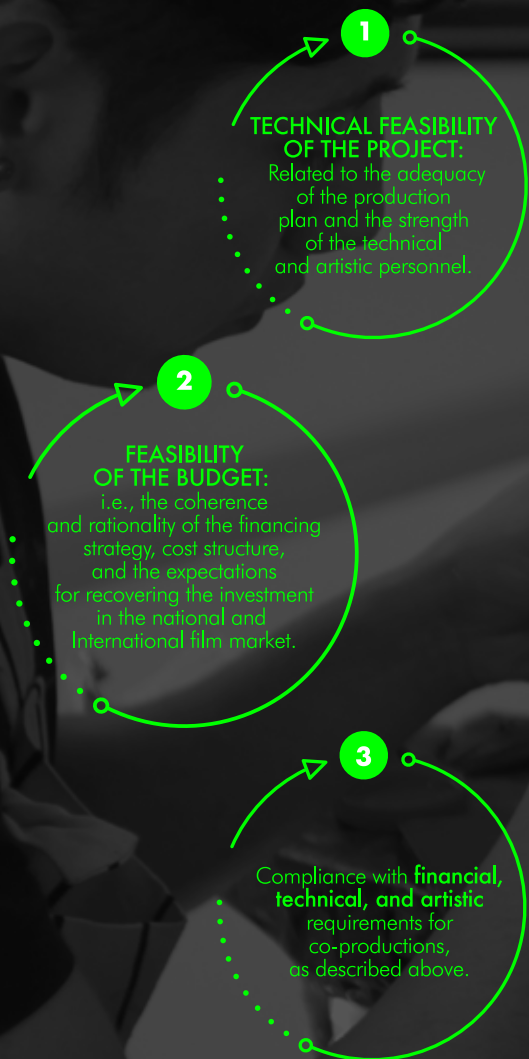 1
TECHNICAL FEASIBILITY
OF THE PROJECT:
Related to the adequacy
of the production
plan and the strength
of the technical
and artistic personnel.
2
FEASIBILITY
OF THE BUDGET:
i.e., the coherence
and rationality of the financing
strategy, cost structure,
and the expectations
for recovering the investment
in the national and
International film market.
3
Compliance with financial,
technical, and artistic
requirements for
co-productions,
as described above.